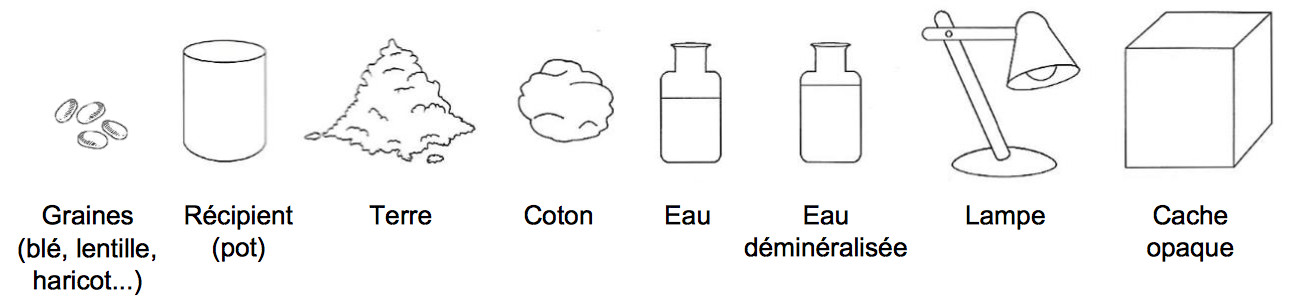 Graines
(blé, lentille,
haricot...)
Récipient
(pot)
Terre
Coton
Eau
Eau
déminéralisée
Lampe
Cache
opaque